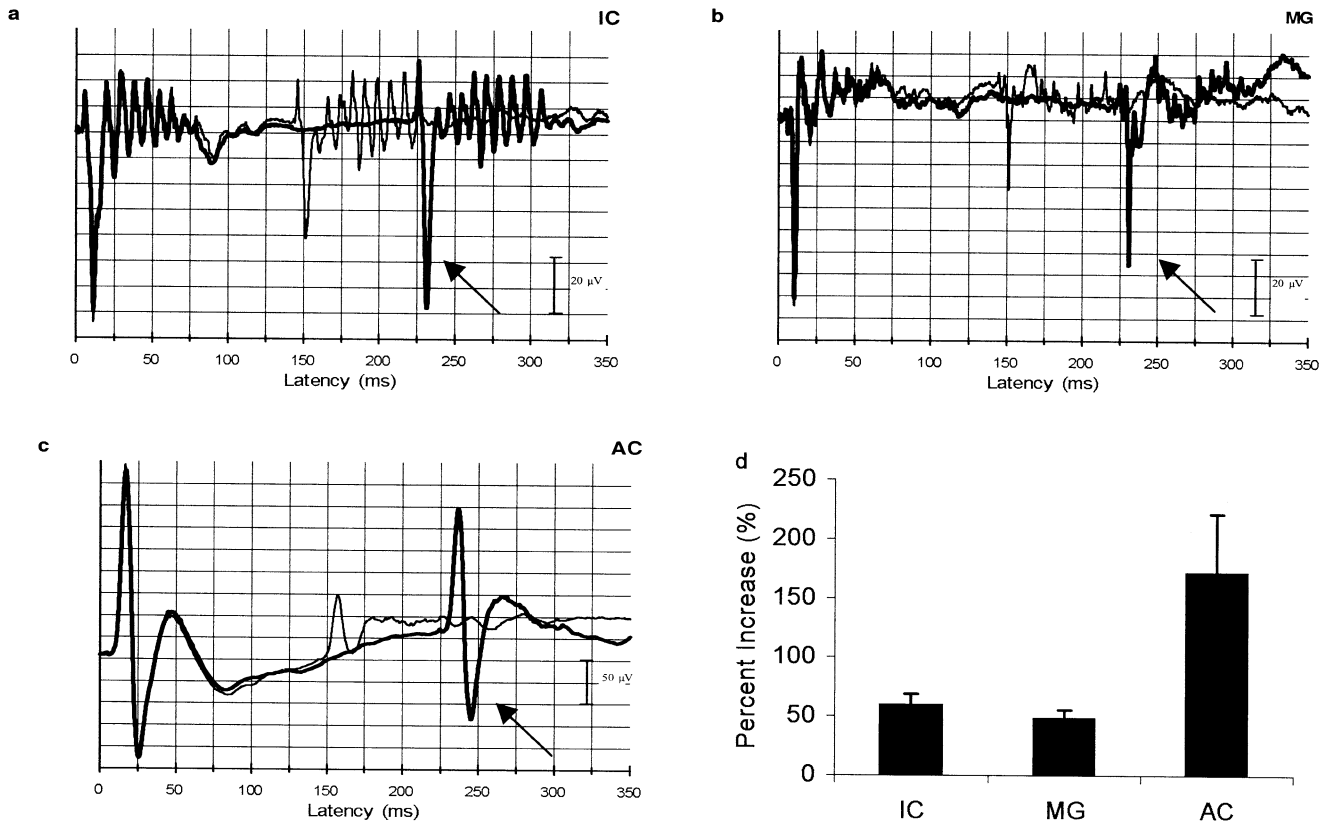 a
IC
20 µV
0 50 100 150 200 250 300 350
Latency (ms)
b
MG
20 µV
0 50 100 150 200 250 300 350
Latency (ms)
c
AC
50 µV
0 50 100 150 200 250 300 350
Latency (ms)
d
Percent Increase (%)
250
200
150
100
50
0
IC MG AC